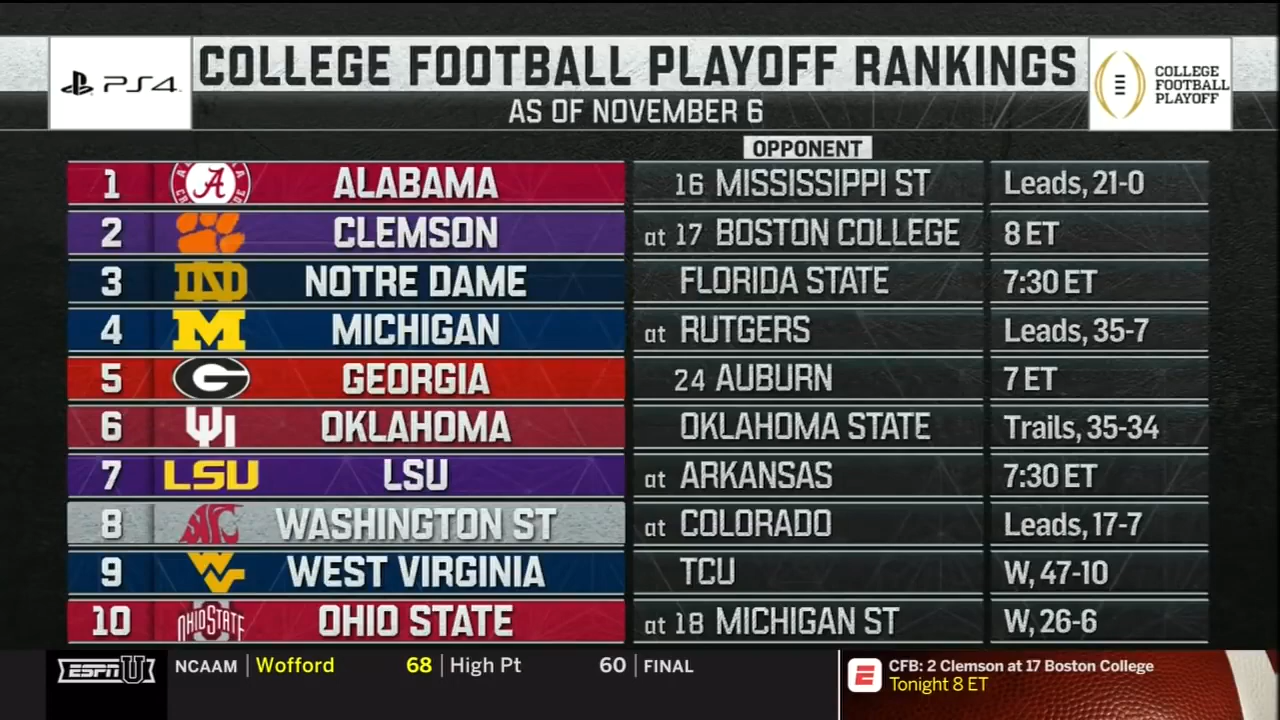 PS4
COLLEGE FOOTBALL PLAYOFF RANKINGS
COLLEGE
FOOTBALL
PLAYOFF
AS OF NOVEMBER 6
OPPONENT
1 A ALABAMA 16 MISSISSIPPI ST Leads, 21-0
2 CLEMSON at 17 BOSTON COLLEGE 8 ET
3 ND NOTRE DAME FLORIDA STATE 7:30 ET
4 M MICHIGAN at RUTGERS Leads, 35-7
5 G GEORGIA 24 AUBURN 7 ET
6 OU OKLAHOMA OKLAHOMA STATE Trails, 35-34
7 LSU LSU at ARKANSAS 7:30 ET
8 WSC WASHINGTON ST at COLORADO Leads, 17-7
9 WV WEST VIRGINIA TCU W, 47-10
10 OHIO STATE OHIO STATE at 18 MICHIGAN ST W, 26-6
ESPNU NCAAM Wofford 68 High Pt 60 FINAL
E CFB: 2 Clemson at 17 Boston College
Tonight 8 ET